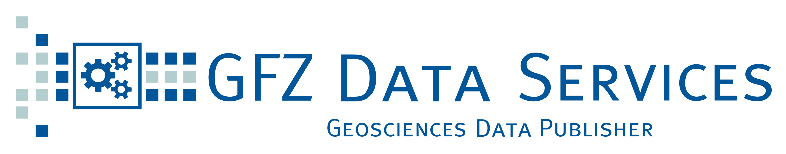 GFZ Data Services
Geosciences Data Publisher